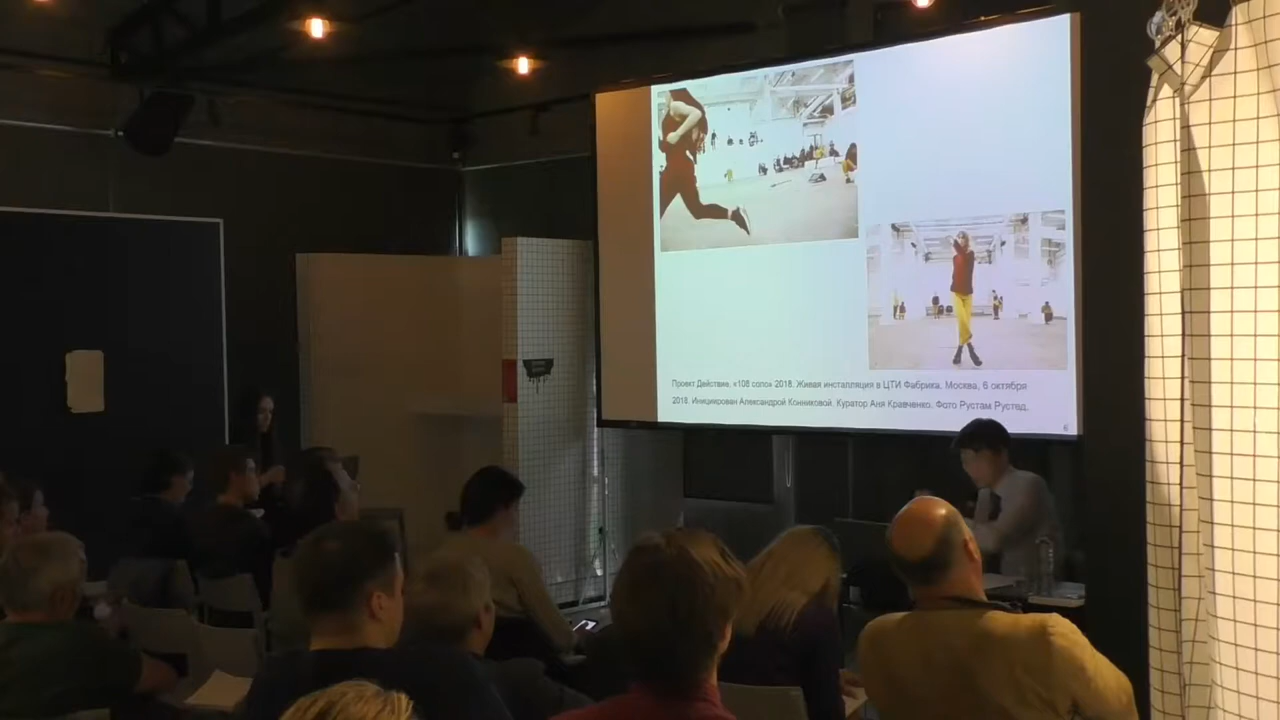 Проект Действие, «108 соло» 2018. Живая инсталляция в ЦТИ Фабрика, Москва, 6 октября
2018. Инициирован Александрой Конниковой. Куратор Аня Кравченко. Фото Рустам Рустед.
6